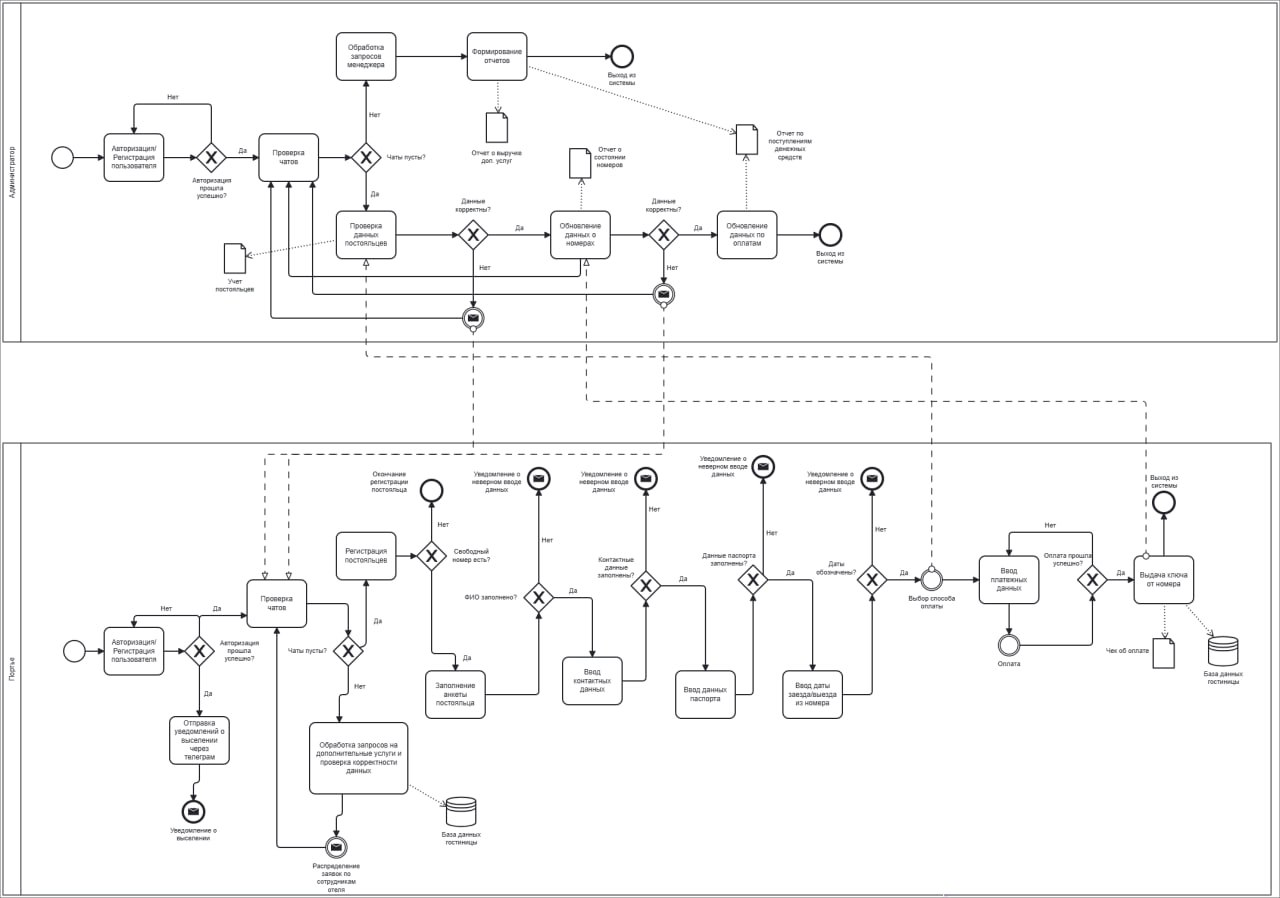 Администратор
Обработка
запросов
менеджера
Формирование
отчетов
Выход из
системы
Нет
Нет
Авторизация/
Регистрация
пользователя
Да
Проверка
чатов
Чаты пусты?
Авторизация
прошла
успешно?
Отчет о выручке
доп. услуг
Отчет о
состоянии
номеров
Отчет по
поступлениям
денежных
средств
Да
Проверка
данных
постояльцев
Данные
корректны?
Да
Обновление
данных о
номерах
Данные
корректны?
Да
Обновление
данных по
оплатам
Выход из
системы
Учет
постояльцев
Нет
Нет
Портье
Окончание
регистрации
постояльца
Уведомление о
неверном вводе
данных
Уведомление о
неверном вводе
данных
Уведомление о
неверном вводе
данных
Уведомление о
неверном вводе
данных
Выход из
системы
Нет
Нет
Нет
Нет
Нет
Нет
Регистрация
постояльцев
Свободный
номер есть?
ФИО заполнено?
Да
Контактные
данные
заполнены?
Да
Данные паспорта
заполнены?
Да
Даты
обозначены?
Да
Выбор способа
оплаты
Ввод
платежных
данных
Оплата прошла
успешно?
Да
Выдача ключа
от номера
Нет
Да
Проверка
чатов
Авторизация/
Регистрация
пользователя
Авторизация
прошла
успешно?
Чаты пусты?
Да
Да
Нет
Да
Заполнение
анкеты
постояльца
Ввод
контактных
данных
Ввод данных
паспорта
Ввод даты
заезда/выезда
из номера
Оплата
Чек об оплате
База данных
гостиницы
Отправка
уведомлений о
выселении
через
телеграм
Обработка запросов на
дополнительные услуги и
проверка корректности
данных
Уведомление о
выселении
База данных
гостиницы
Распределение
заявок по
сотрудникам
отеля